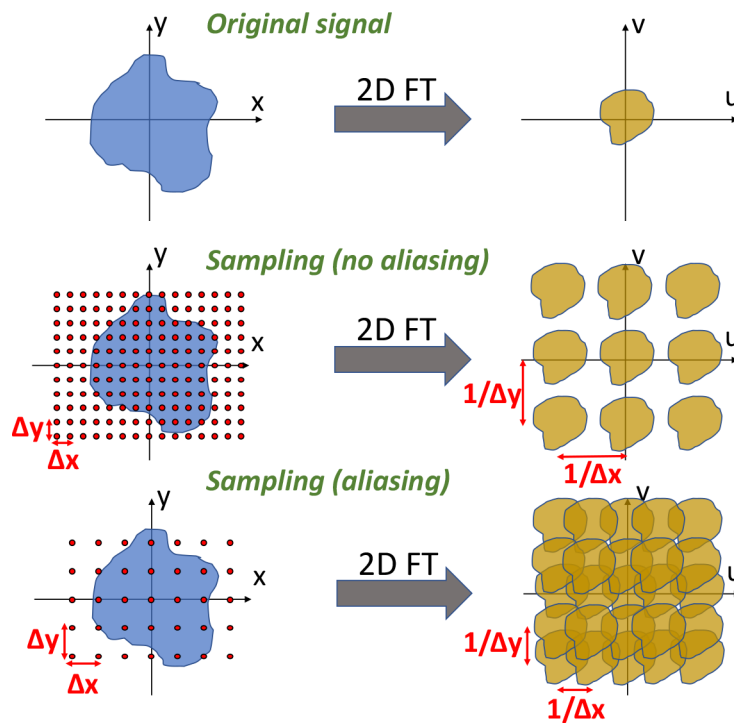 Original signal
y
x
2D FT
v
u
Sampling (no aliasing)
y
x
Δy
Δx
2D FT
v
u
1/Δy
1/Δx
Sampling (aliasing)
y
x
Δy
Δx
2D FT
v
u
1/Δy
1/Δx